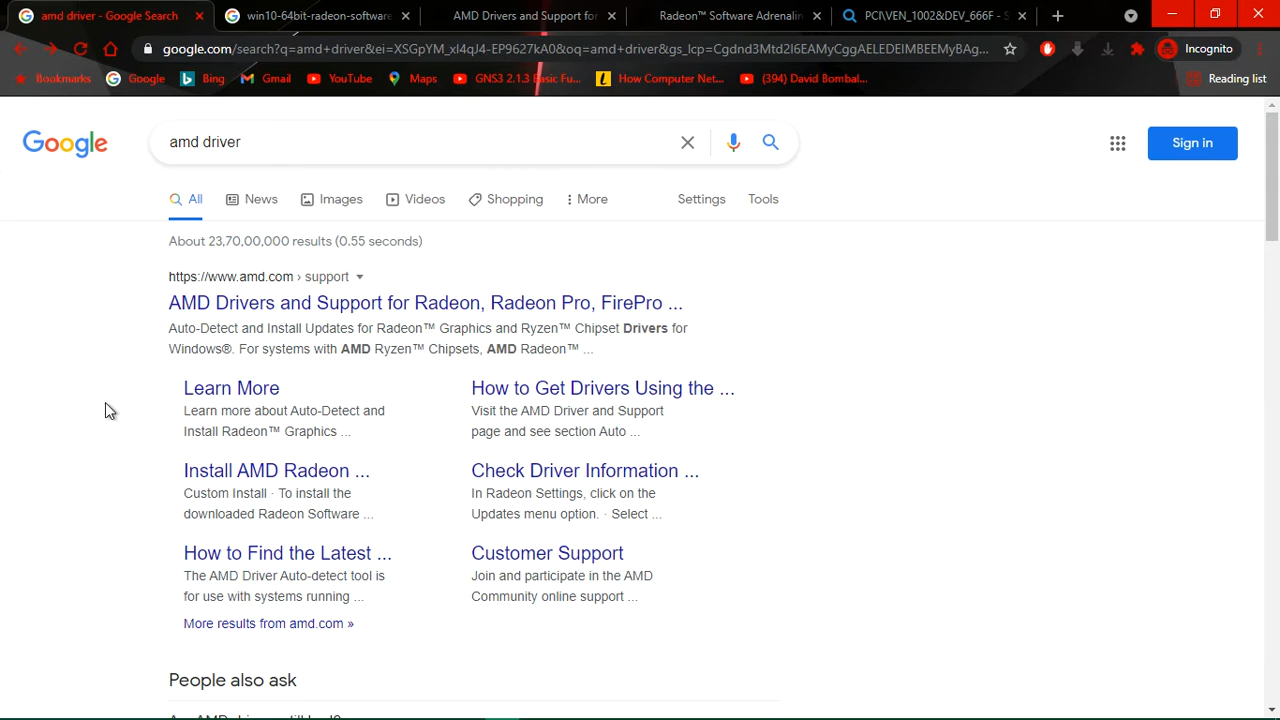 amd driver - Google Search
win10-64bit-radeon-software
AMD Drivers and Support for
Radeon™ Software Adrenalin
PCI\VEN_1002&DEV_666F - S
google.com/search?q=amd+driver&ei=XSGpYM_xI4qJ4-EP9627kA0&oq=amd+driver&gs_lcp=Cgdnd3Mtd2l6EAMyCggAELEDEIMBEEMyBAg...
Incognito
Bookmarks
Google
Bing
Gmail
YouTube
Maps
GNS3 2.1.3 Basic Fu...
How Computer Net...
(394) David Bombal...
Reading list
Google
amd driver
Sign in
All
News
Images
Videos
Shopping
More
Settings
Tools
About 23,70,00,000 results (0.55 seconds)
https://www.amd.com › support
AMD Drivers and Support for Radeon, Radeon Pro, FirePro ...
Auto-Detect and Install Updates for Radeon™ Graphics and Ryzen™ Chipset Drivers for
Windows®. For systems with AMD Ryzen™ Chipsets, AMD Radeon™ ...
Learn More
Learn more about Auto-Detect and
Install Radeon™ Graphics ...
How to Get Drivers Using the ...
Visit the AMD Driver and Support
page and see section Auto ...
Install AMD Radeon ...
Custom Install · To install the
downloaded Radeon Software ...
Check Driver Information ...
In Radeon Settings, click on the
Updates menu option. · Select ...
How to Find the Latest ...
The AMD Driver Auto-detect tool is
for use with systems running ...
Customer Support
Join and participate in the AMD
Community online support ...
More results from amd.com »
People also ask